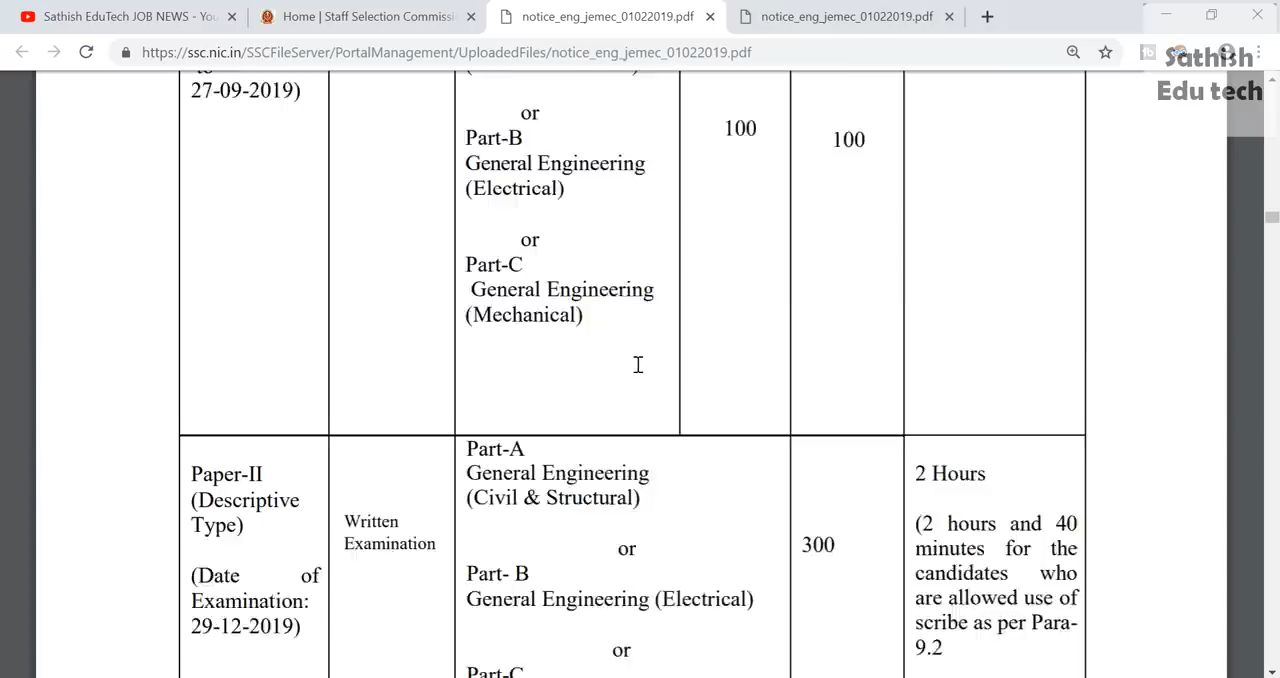 Sathish EduTech JOB NEWS - You
Home | Staff Selection Commissi
notice_eng_jemec_01022019.pdf
notice_eng_jemec_01022019.pdf
https://ssc.nic.in/SSCFileServer/PortalManagement/UploadedFiles/notice_eng_jemec_01022019.pdf
Sathish
Edu tech
27-09-2019)
or
Part-B
General Engineering
(Electrical)
or
Part-C
General Engineering
(Mechanical)
100
100
Paper-II
(Descriptive
Type)
(Date of
Examination:
29-12-2019)
Written
Examination
Part-A
General Engineering
(Civil & Structural)
or
Part- B
General Engineering (Electrical)
or
Part-C
300
2 Hours
(2 hours and 40
minutes for the
candidates who
are allowed use of
scribe as per Para-
9.2